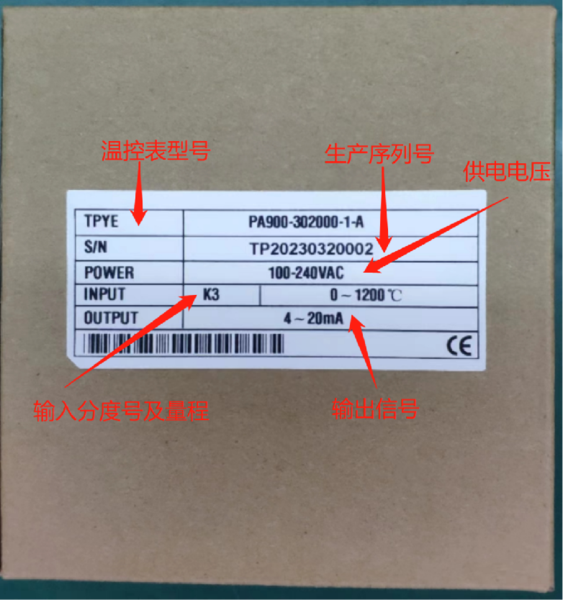 温控表型号
生产序列号
供电电压
TPYE PA900-302000-1-A
S/N TP20230320002
POWER 100-240VAC
INPUT K3 0～1200℃
OUTPUT 4～20mA
CE
输入分度号及量程
输出信号